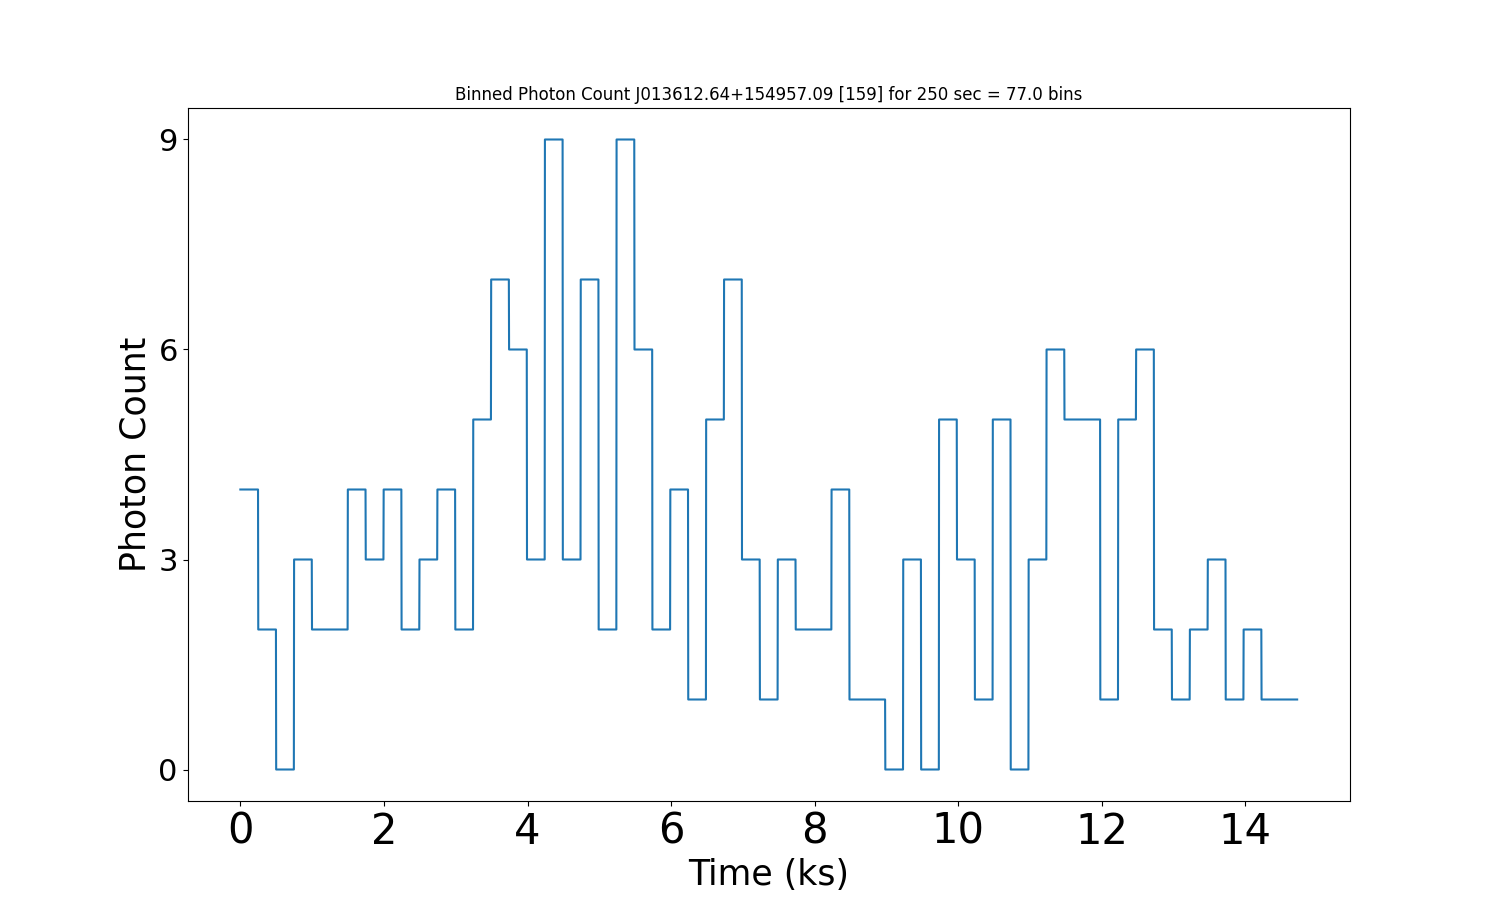 Binned Photon Count J013612.64+154957.09 [159] for 250 sec = 77.0 bins
9
6
3
0
Photon Count
0 2 4 6 8 10 12 14
Time (ks)